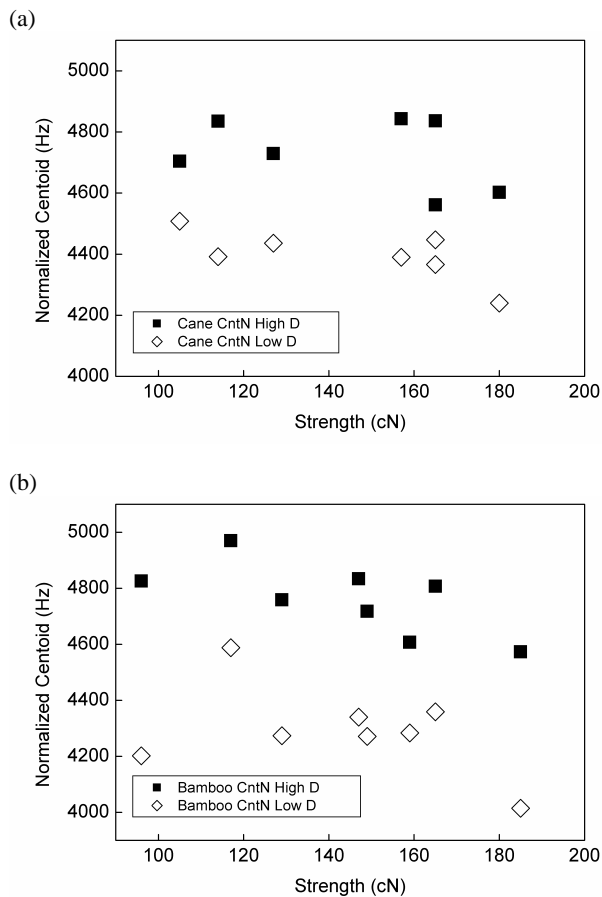 (a)
5000
4800
4600
4400
4200
4000
Normalized Centoid (Hz)
Cane CntN High D
Cane CntN Low D
100 120 140 160 180 200
Strength (cN)
(b)
5000
4800
4600
4400
4200
4000
Normalized Centoid (Hz)
Bamboo CntN High D
Bamboo CntN Low D
100 120 140 160 180 200
Strength (cN)